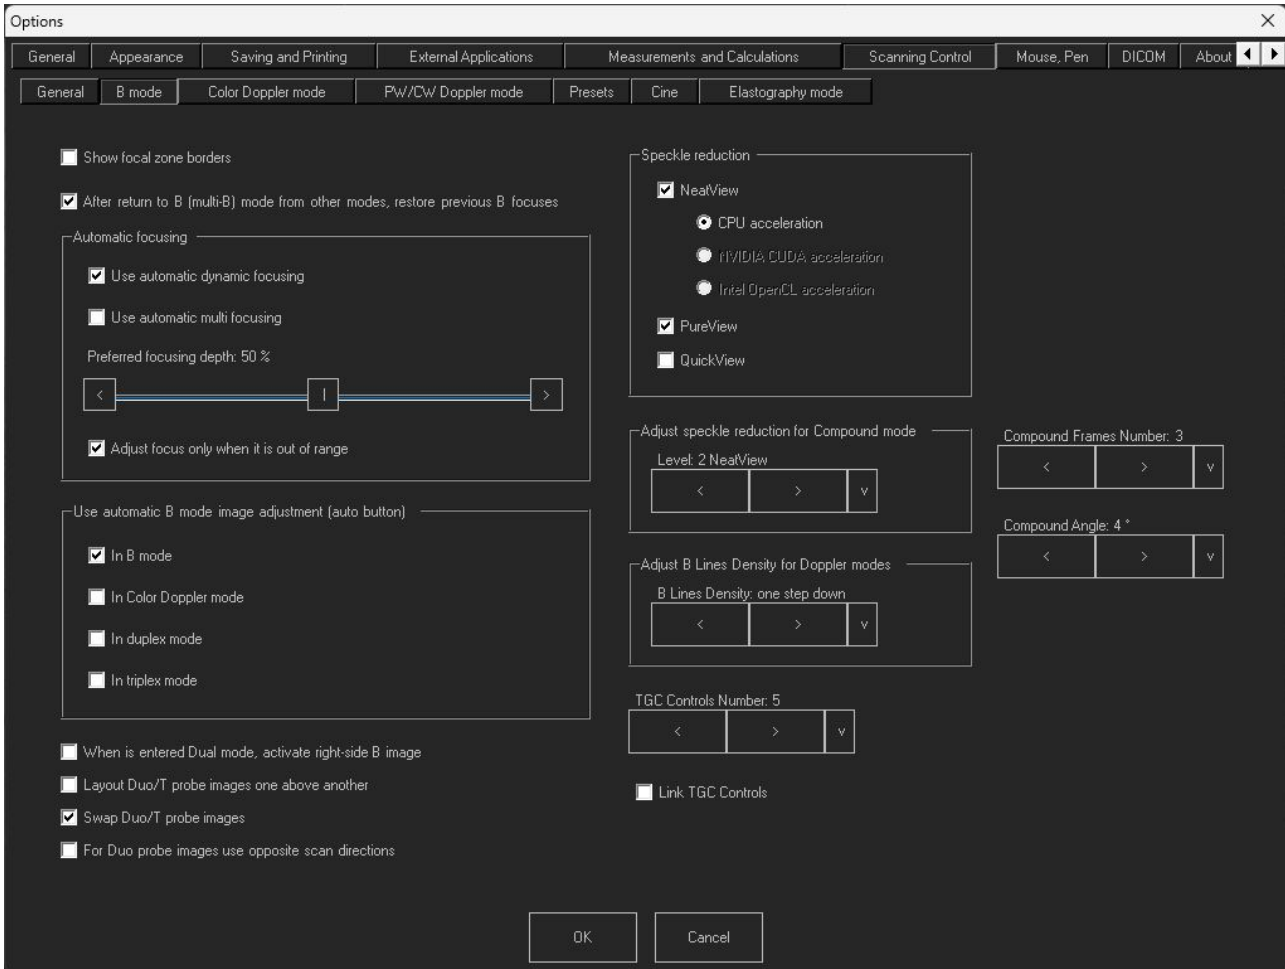 Options
General Appearance Saving and Printing External Applications Measurements and Calculations Scanning Control Mouse, Pen DICOM About
General B mode Color Doppler mode PW/CW Doppler mode Presets Cine Elastography mode
Show focal zone borders
After return to B (multi-B) mode from other modes, restore previous B focuses
Automatic focusing
Use automatic dynamic focusing
Use automatic multi focusing
Preferred focusing depth: 50 %
< | >
Adjust focus only when it is out of range
Use automatic B mode image adjustment (auto button)
In B mode
In Color Doppler mode
In duplex mode
In triplex mode
When is entered Dual mode, activate right-side B image
Layout Duo/T probe images one above another
Swap Duo/T probe images
For Duo probe images use opposite scan directions
Speckle reduction
NeatView
CPU acceleration
NVIDIA CUDA acceleration
Intel OpenCL acceleration
PureView
QuickView
Adjust speckle reduction for Compound mode
Level: 2 NeatView
< > v
Adjust B Lines Density for Doppler modes
B Lines Density: one step down
< > v
TGC Controls Number: 5
< > v
Link TGC Controls
Compound Frames Number: 3
< > v
Compound Angle: 4 °
< > v
OK Cancel